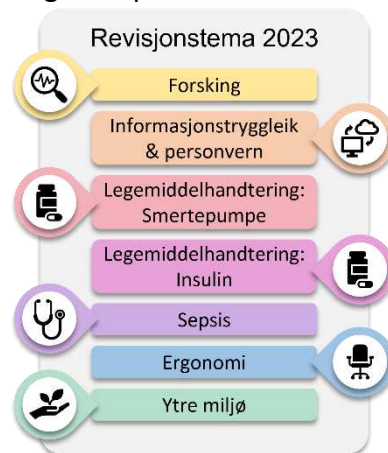 Revisjonstema 2023
Forsking
Informasjonstryggleik
& personvern
Legemiddelhandtering:
Smertepumpe
Legemiddelhandtering:
Insulin
Sepsis
Ergonomi
Ytre miljø